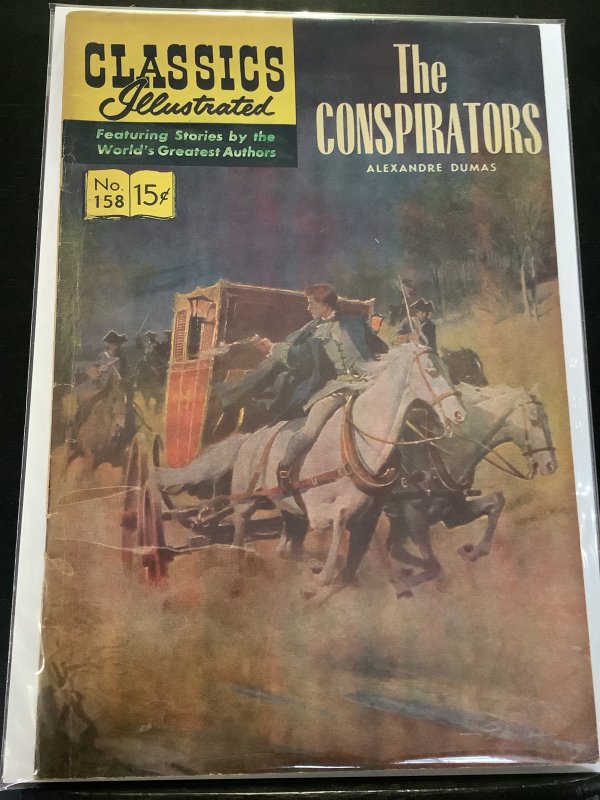 CLASSICS
Illustrated
Featuring Stories by the
World's Greatest Authors
No.
158
15¢
The
CONSPIRATORS
ALEXANDRE DUMAS